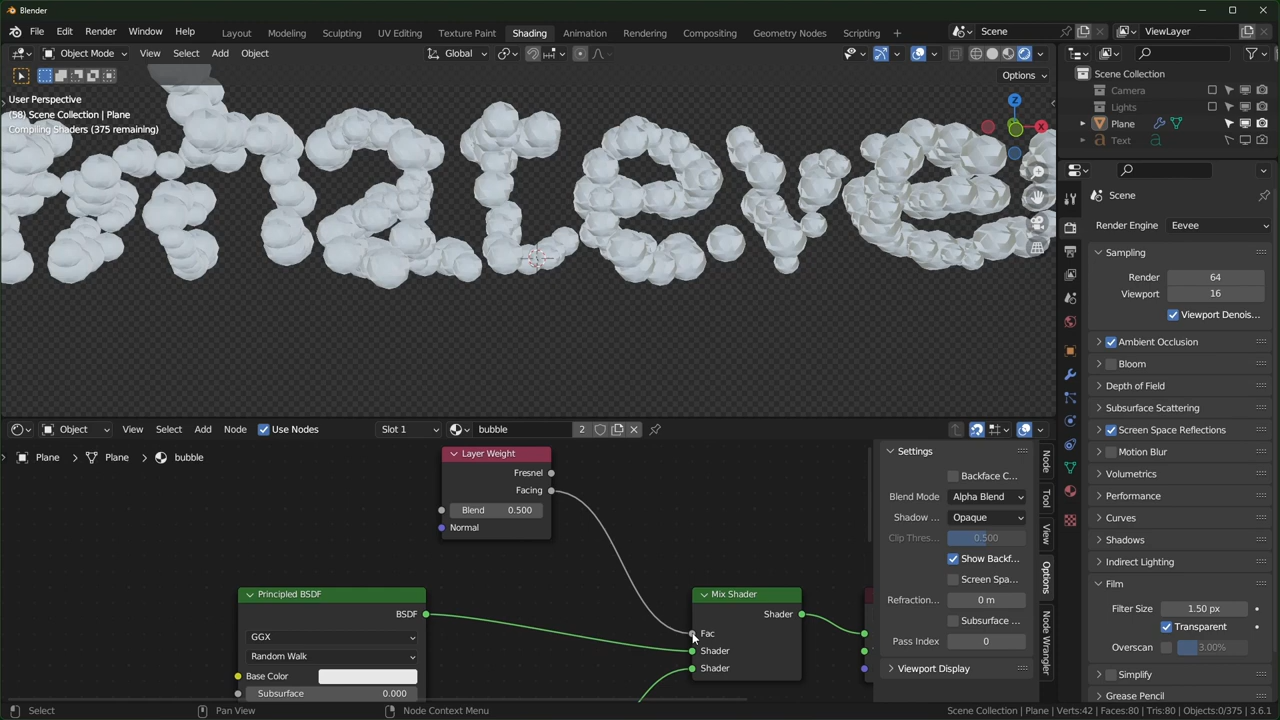 Blender
File Edit Render Window Help Layout Modeling Sculpting UV Editing Texture Paint Shading Animation Rendering Compositing Geometry Nodes Scripting + Scene ViewLayer
Object Mode View Select Add Object Global
Options
User Perspective
(58) Scene Collection | Plane
Compiling Shaders (375 remaining)
Z
X
Scene Collection
Camera
Lights
Plane
Text
Scene
Render Engine Eevee
Sampling
Render 64
Viewport 16
Viewport Denois...
Ambient Occlusion
Bloom
Depth of Field
Subsurface Scattering
Screen Space Reflections
Motion Blur
Volumetrics
Performance
Curves
Shadows
Indirect Lighting
Film
Filter Size 1.50 px
Transparent
Overscan 3.00%
Simplify
Grease Pencil
Object View Select Add Node Use Nodes Slot 1 bubble 2
Plane Plane bubble
Layer Weight
Fresnel
Facing
Blend 0.500
Normal
Principled BSDF
BSDF
GGX
Random Walk
Base Color
Subsurface 0.000
Mix Shader
Shader
Fac
Shader
Shader
Settings
Backface C...
Blend Mode Alpha Blend
Shadow ... Opaque
Clip Thres... 0.500
Show Backf...
Screen Spa...
Refraction... 0 m
Subsurface ...
Pass Index 0
Viewport Display
Node
Tool
View
Options
Node Wrangler
Select Pan View Node Context Menu Scene Collection | Plane | Verts:42 | Faces:80 | Tris:80 | Objects:0/375 | 3.6.1